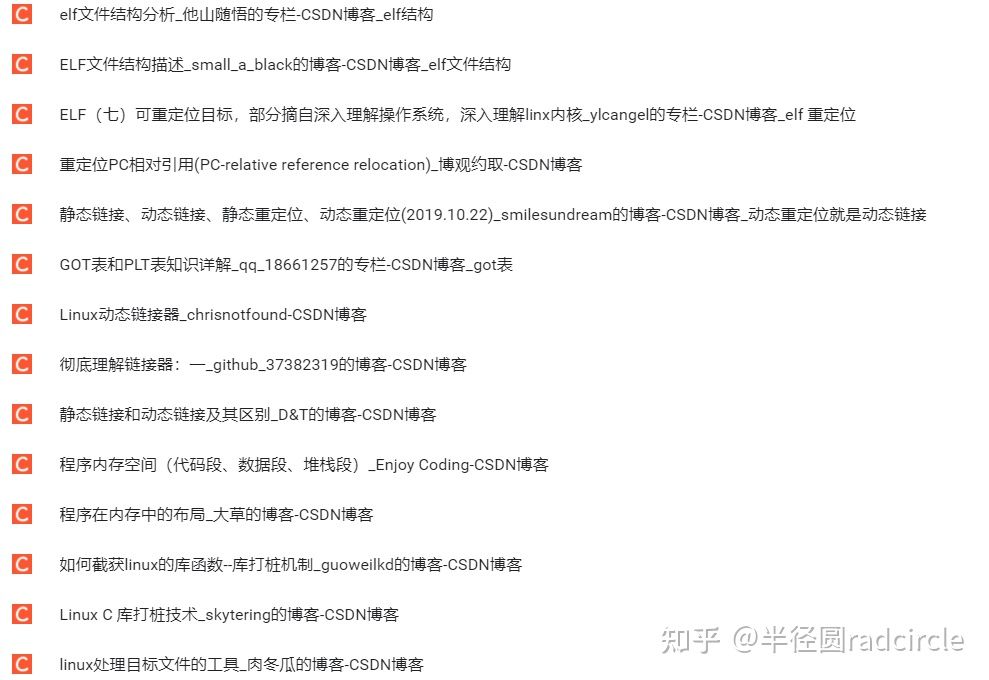 elf文件结构分析_他山随悟的专栏-CSDN博客_elf结构
ELF文件结构描述_small_a_black的博客-CSDN博客_elf文件结构
ELF（七）可重定位目标，部分摘自深入理解操作系统，深入理解linx内核_ylcangel的专栏-CSDN博客_elf 重定位
重定位PC相对引用(PC-relative reference relocation)_博观约取-CSDN博客
静态链接、动态链接、静态重定位、动态重定位(2019.10.22)_smilesundream的博客-CSDN博客_动态重定位就是动态链接
GOT表和PLT表知识详解_qq_18661257的专栏-CSDN博客_got表
Linux动态链接器_chrisnotfound-CSDN博客
彻底理解链接器：一_github_37382319的博客-CSDN博客
静态链接和动态链接及其区别_D&T的博客-CSDN博客
程序内存空间（代码段、数据段、堆栈段）_Enjoy Coding-CSDN博客
程序在内存中的布局_大草的博客-CSDN博客
如何截获linux的库函数--库打桩机制_guoweilkd的博客-CSDN博客
Linux C 库打桩技术_skytering的博客-CSDN博客
知乎 @半径圆radcircle
linux处理目标文件的工具_肉冬瓜的博客-CSDN博客